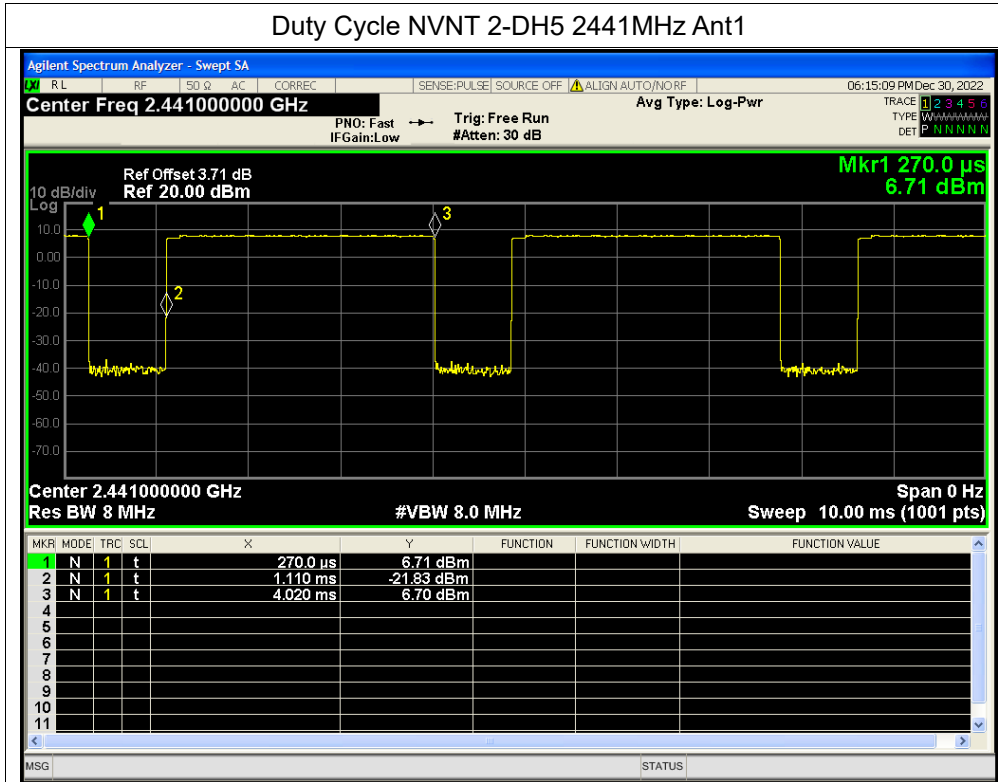 Duty Cycle NVNT 2-DH5 2441MHz Ant1
Agilent Spectrum Analyzer - Swept SA
LXI RL RF 50 Ω AC CORREC SENSE:PULSE SOURCE OFF ALIGN AUTO/NO RF 06:15:09 PM Dec 30, 2022
Center Freq 2.441000000 GHz Avg Type: Log-Pwr TRACE 1 2 3 4 5 6
PNO: Fast Trig: Free Run TYPE W
IFGain:Low #Atten: 30 dB DET P N N N N N
Mkr1 270.0 µs
Ref Offset 3.71 dB
10 dB/div Ref 20.00 dBm 6.71 dBm
Log
1
3
10.0
0.00
-10.0
2
-20.0
-30.0
-40.0
-50.0
-60.0
-70.0
Center 2.441000000 GHz Span 0 Hz
Res BW 8 MHz #VBW 8.0 MHz Sweep 10.00 ms (1001 pts)
MKR MODE TRC SCL X Y FUNCTION FUNCTION WIDTH FUNCTION VALUE
1 N 1 t 270.0 µs 6.71 dBm
2 N 1 t 1.110 ms -21.83 dBm
3 N 1 t 4.020 ms 6.70 dBm
4
5
6
7
8
9
10
11
MSG STATUS